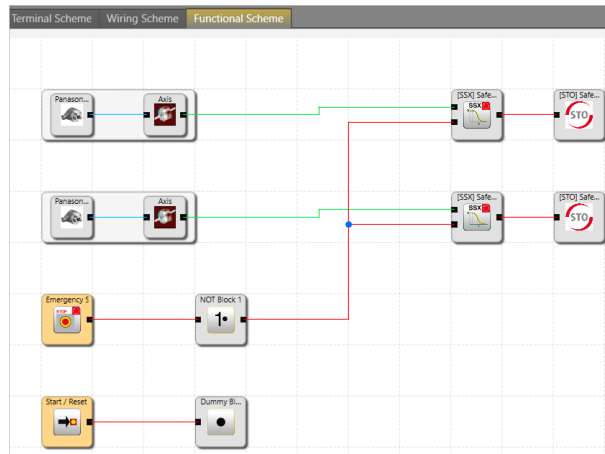 Terminal Scheme Wiring Scheme Functional Scheme
Panason... Axis [SSX] Safe... [STO] Safe...
SSX STO
Panason... Axis [SSX] Safe... [STO] Safe...
SSX STO
Emergency S NOT Block 1
STOP 1
Start / Reset Dummy Bl...